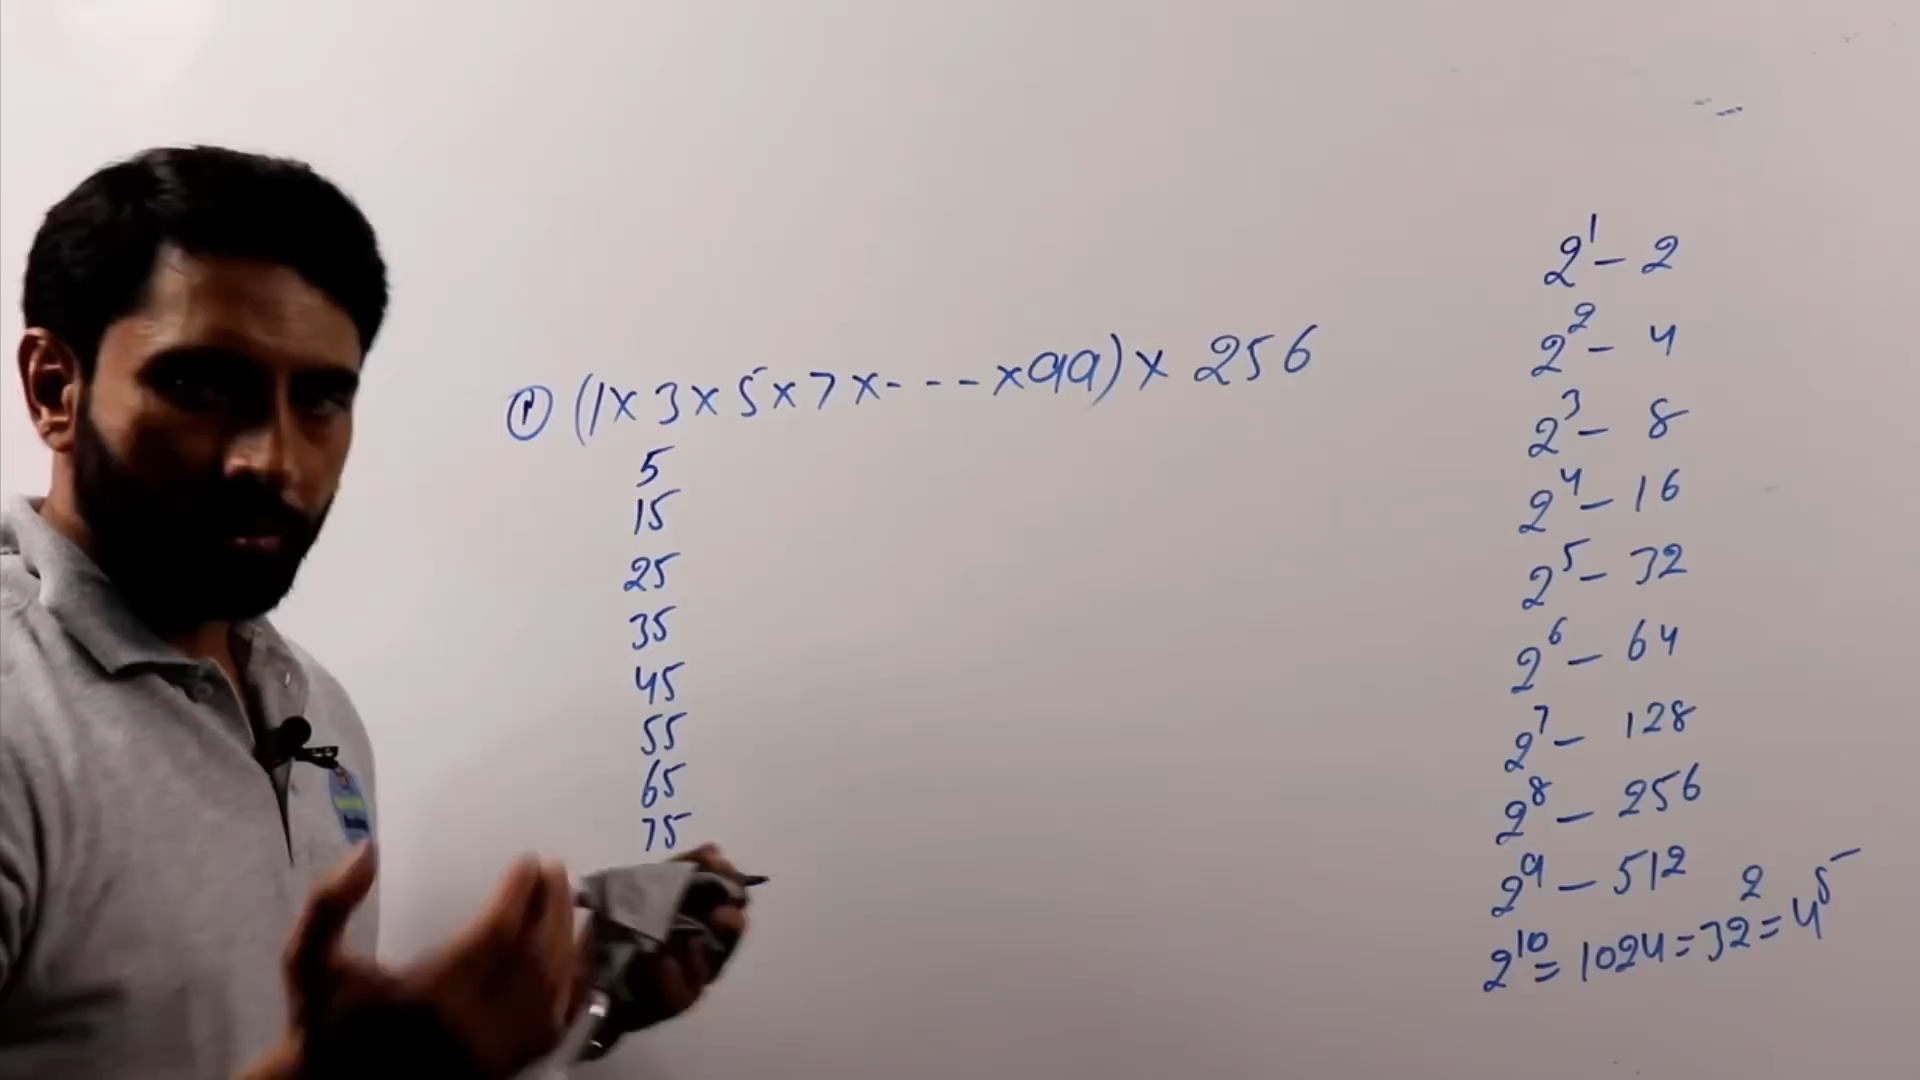 ① (1 x 3 x 5 x 7 x - - - x 99) x 256
5
15
25
35
45
55
65
75
2¹ - 2
2² - 4
2³ - 8
2⁴ - 16
2⁵ - 32
2⁶ - 64
2⁷ - 128
2⁸ - 256
2⁹ - 512
2¹⁰ = 1024 = 32² = 4⁵